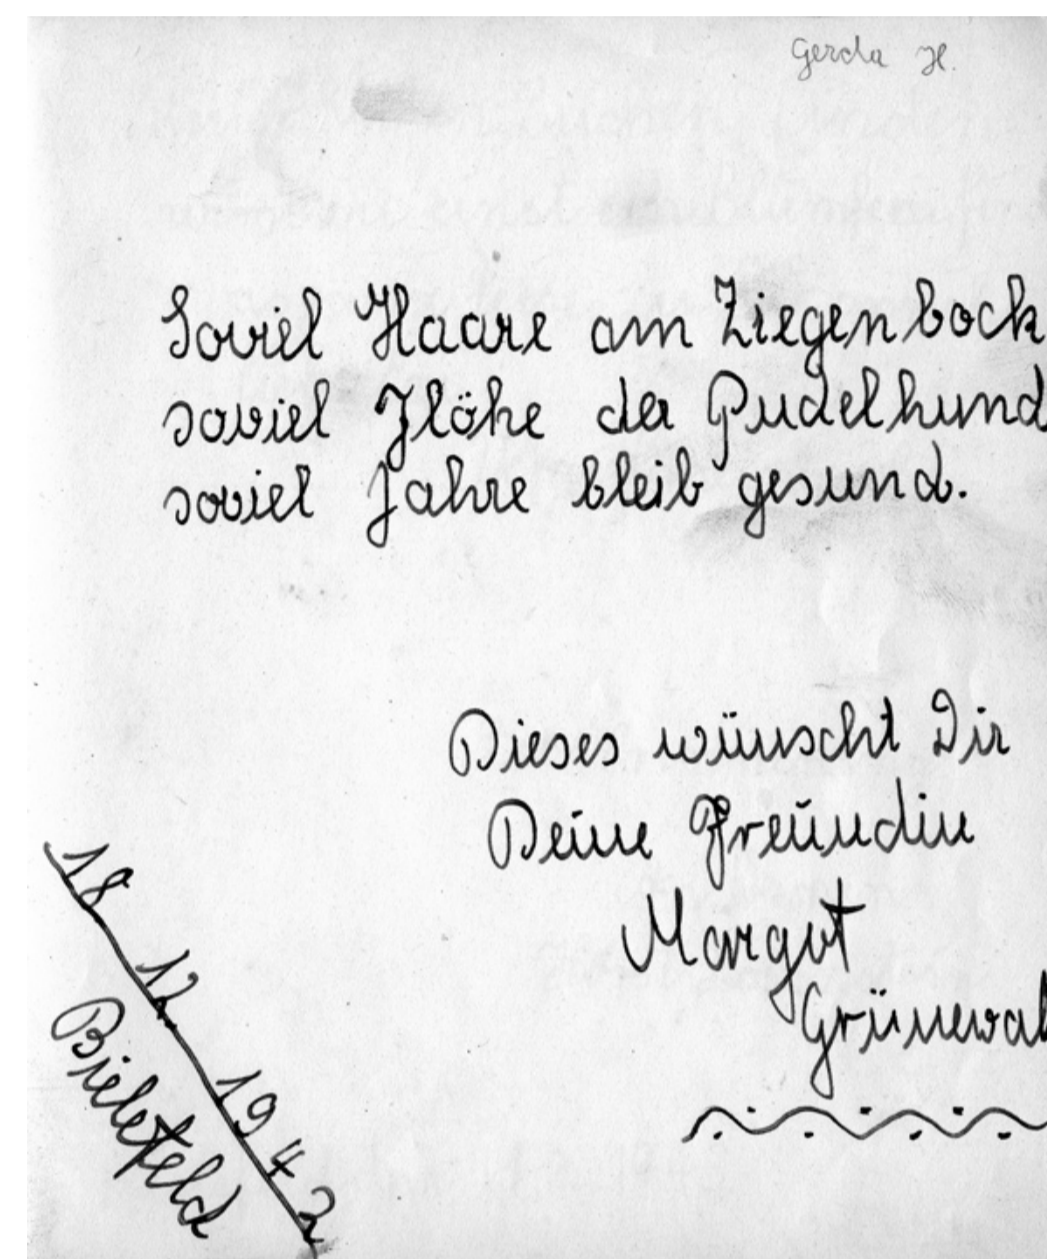 Gerda H.
Soviel Haare am Ziegenbock
soviel Flöhe der Pudelhund
soviel Jahre bleib gesund.
Dieses wünscht Dir
Deine Freundin
Margot
Grünewal
18 12 1942
Bielefeld